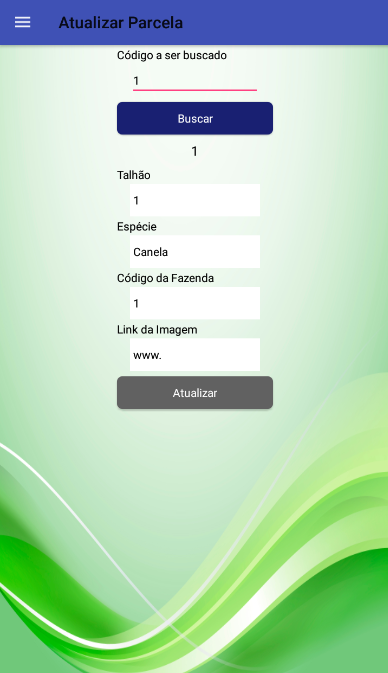 Atualizar Parcela
Código a ser buscado
1
Buscar
1
Talhão
1
Espécie
Canela
Código da Fazenda
1
Link da Imagem
www.
Atualizar